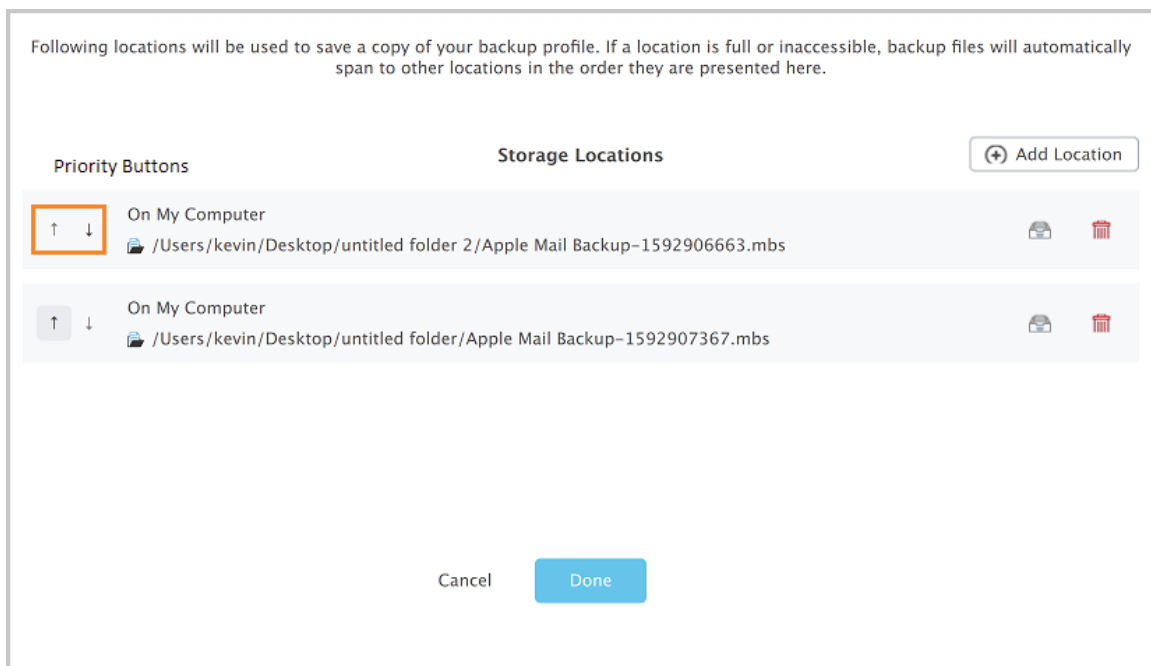 Following locations will be used to save a copy of your backup profile. If a location is full or inaccessible, backup files will automatically
span to other locations in the order they are presented here.
Priority Buttons
Storage Locations
Add Location
On My Computer
/Users/kevin/Desktop/untitled folder 2/Apple Mail Backup-1592906663.mbs
On My Computer
/Users/kevin/Desktop/untitled folder/Apple Mail Backup-1592907367.mbs
Cancel
Done